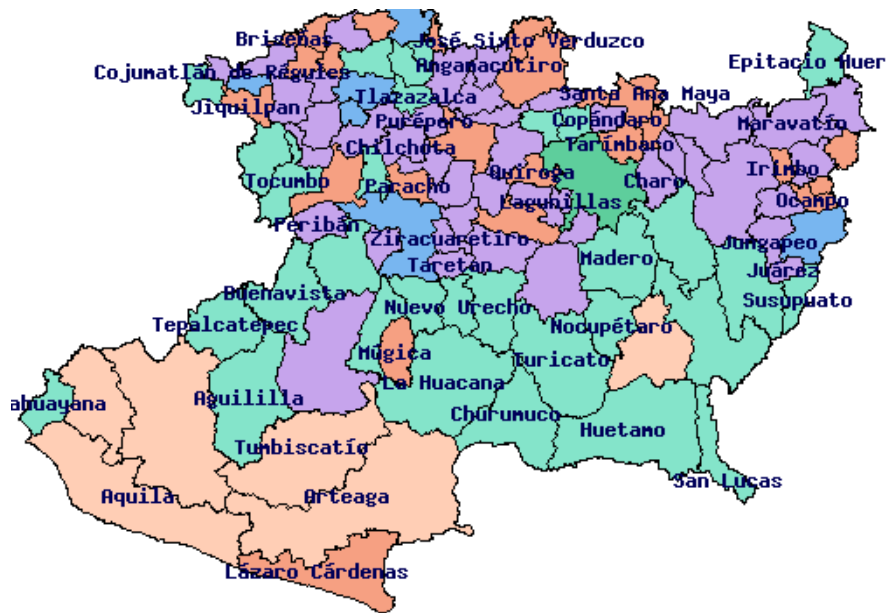 Briseñas
José Sixto Verduzco
Epitacio Huer
Cojumatlán de Régules
Angamacutiro
Jiquilpan
Tlazazalca
Santa Ana Maya
Puréparo
Copándaro
Maravatío
Chilchota
Tarímbaro
Tocumbo
Paracho
Quiroga
Charo
Irimbo
Lagunillas
Ocampo
Peribán
Ziracuaretiro
Jungapeo
Taretan
Madero
Juárez
Buenavista
Nuevo Urecho
Susupuato
Tepalcatepec
Nocupétaro
Múgica
Turicato
La Huacana
Aguililla
ahuayana
Churumuco
Huetamo
Tumbiscatío
San Lucas
Aquila
Arteaga
Lázaro Cárdenas